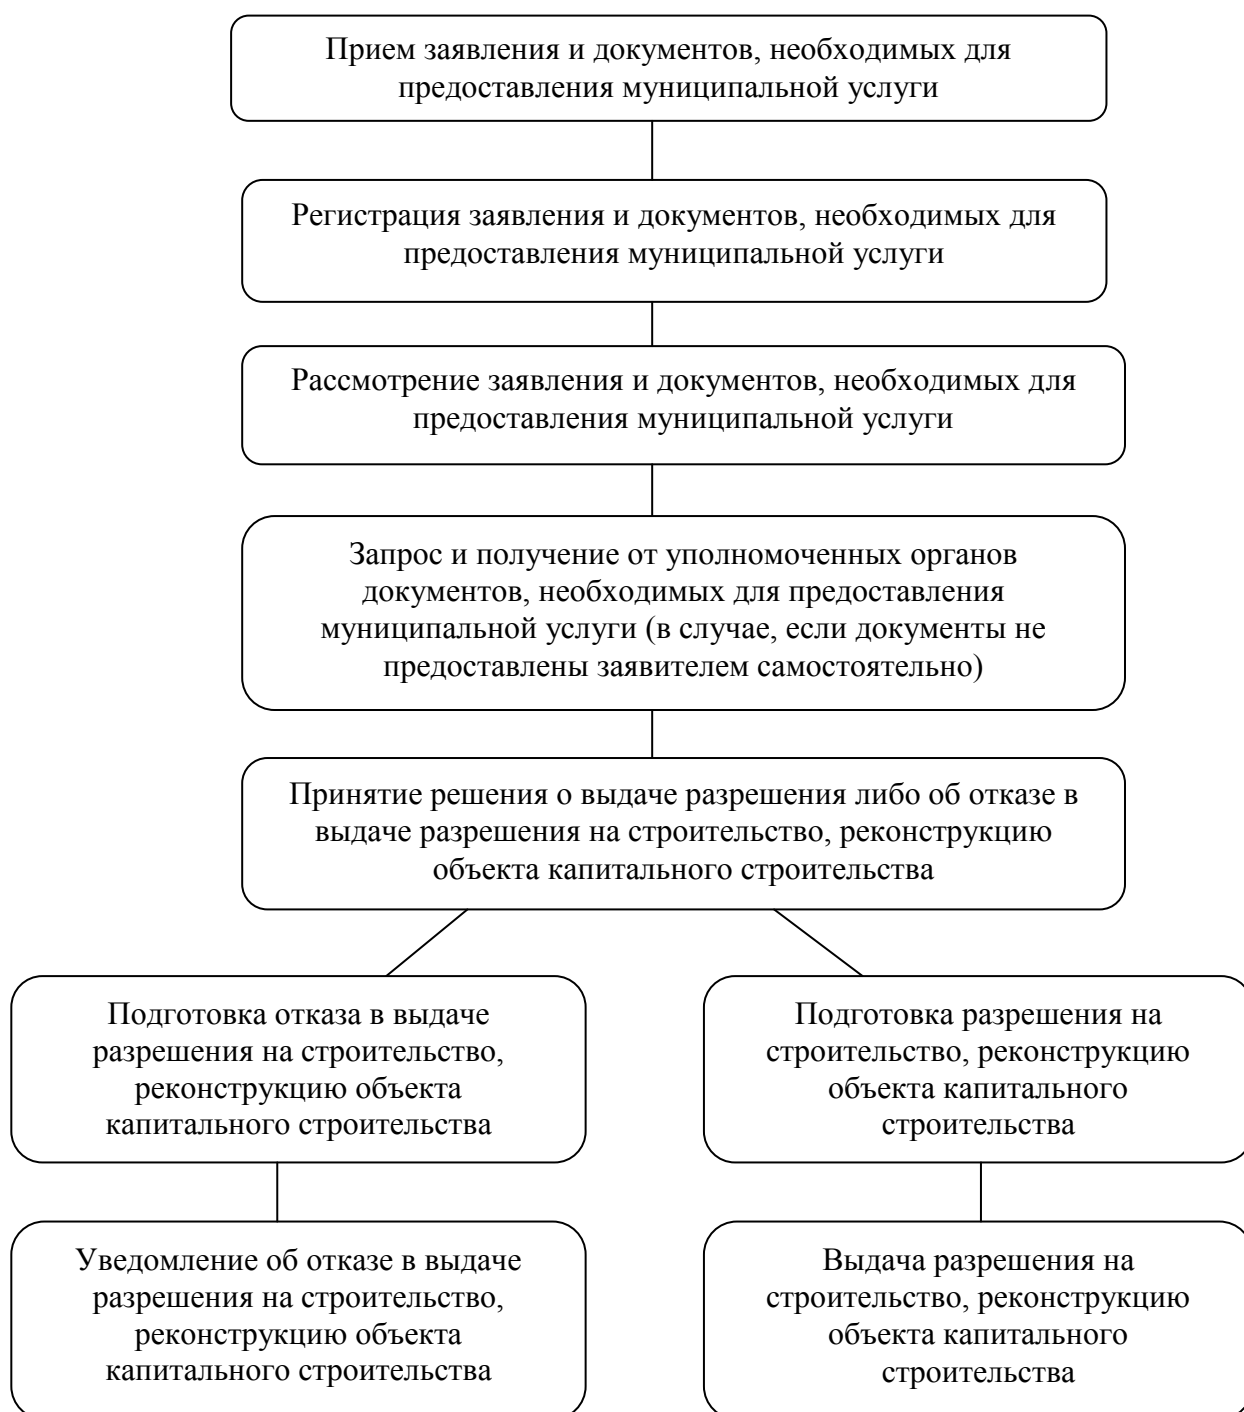 Прием заявления и документов, необходимых для
предоставления муниципальной услуги
Регистрация заявления и документов, необходимых для
предоставления муниципальной услуги
Рассмотрение заявления и документов, необходимых для
предоставления муниципальной услуги
Запрос и получение от уполномоченных органов
документов, необходимых для предоставления
муниципальной услуги (в случае, если документы не
предоставлены заявителем самостоятельно)
Принятие решения о выдаче разрешения либо об отказе в
выдаче разрешения на строительство, реконструкцию
объекта капитального строительства
Подготовка отказа в выдаче
разрешения на строительство,
реконструкцию объекта
капитального строительства
Подготовка разрешения на
строительство, реконструкцию
объекта капитального
строительства
Уведомление об отказе в выдаче
разрешения на строительство,
реконструкцию объекта
капитального строительства
Выдача разрешения на
строительство, реконструкцию
объекта капитального
строительства